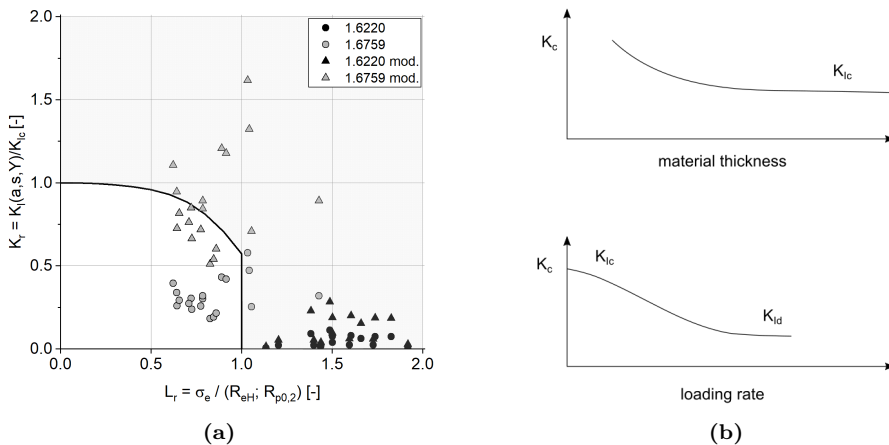 2.0
1.5
1.0
0.5
0.0
K_r = K_I(a,s,Y)/K_Ic [-]
0.0 0.5 1.0 1.5 2.0
L_r = σ_e / (R_eH; R_p0,2) [-]
1.6220
1.6759
1.6220 mod.
1.6759 mod.
(a)
K_c
K_Ic
material thickness
K_c
K_Ic
K_Id
loading rate
(b)